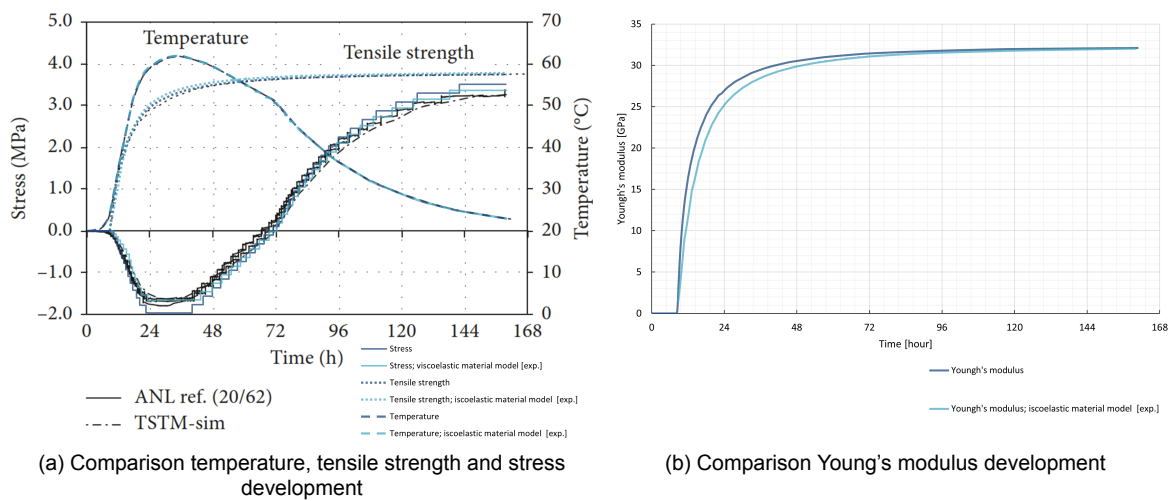 5.0
4.0
3.0
2.0
1.0
0.0
−1.0
−2.0
Stress (MPa)
Temperature
Tensile strength
70
60
50
40
30
20
10
0
Temperature (°C)
0 24 48 72 96 120 144 168
Time (h)
ANL ref. (20/62)
TSTM-sim
Stress
Stress; viscoelastic material model [exp.]
Tensile strength
Tensile strength; iscoelastic material model [exp.]
Temperature
Temperature; iscoelastic material model [exp.]
(a) Comparison temperature, tensile strength and stress
development
35
30
25
20
15
10
5
0
Youngh's modulus [GPa]
0 24 48 72 96 120 144 168
Time [hour]
Youngh's modulus
Youngh's modulus; iscoelastic material model [exp.]
(b) Comparison Young’s modulus development